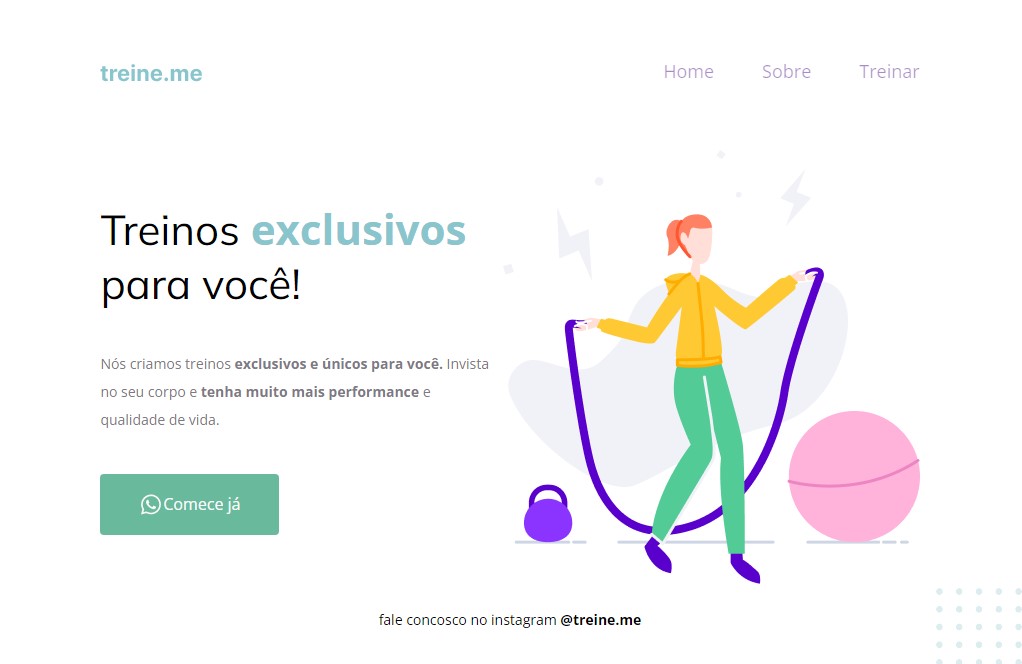 treine.me
Home Sobre Treinar
Treinos exclusivos
para você!
Nós criamos treinos exclusivos e únicos para você. Invista
no seu corpo e tenha muito mais performance e
qualidade de vida.
Comece já
fale concosco no instagram @treine.me